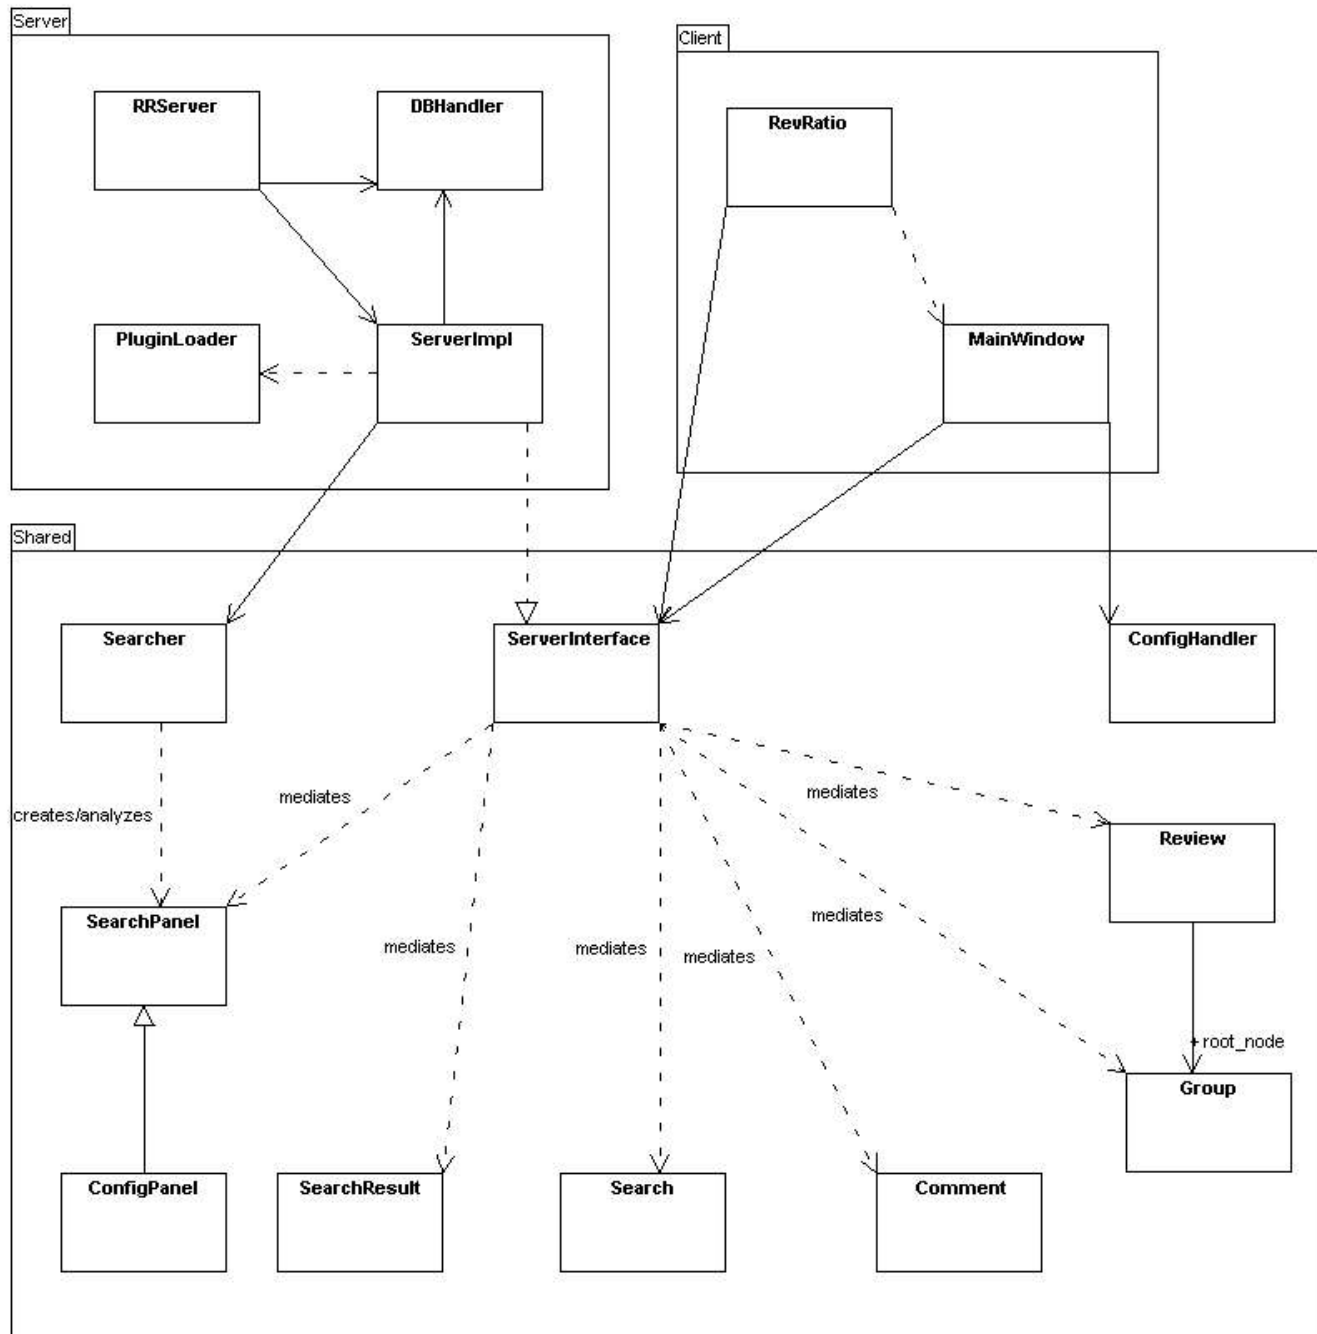 Server
Client
RRServer
DBHandler
RevRatio
PluginLoader
ServerImpl
MainWindow
Shared
Searcher
ServerInterface
ConfigHandler
mediates
mediates
creates/analyzes
Review
SearchPanel
mediates
mediates
mediates
mediates
+ root_node
Group
ConfigPanel
SearchResult
Search
Comment